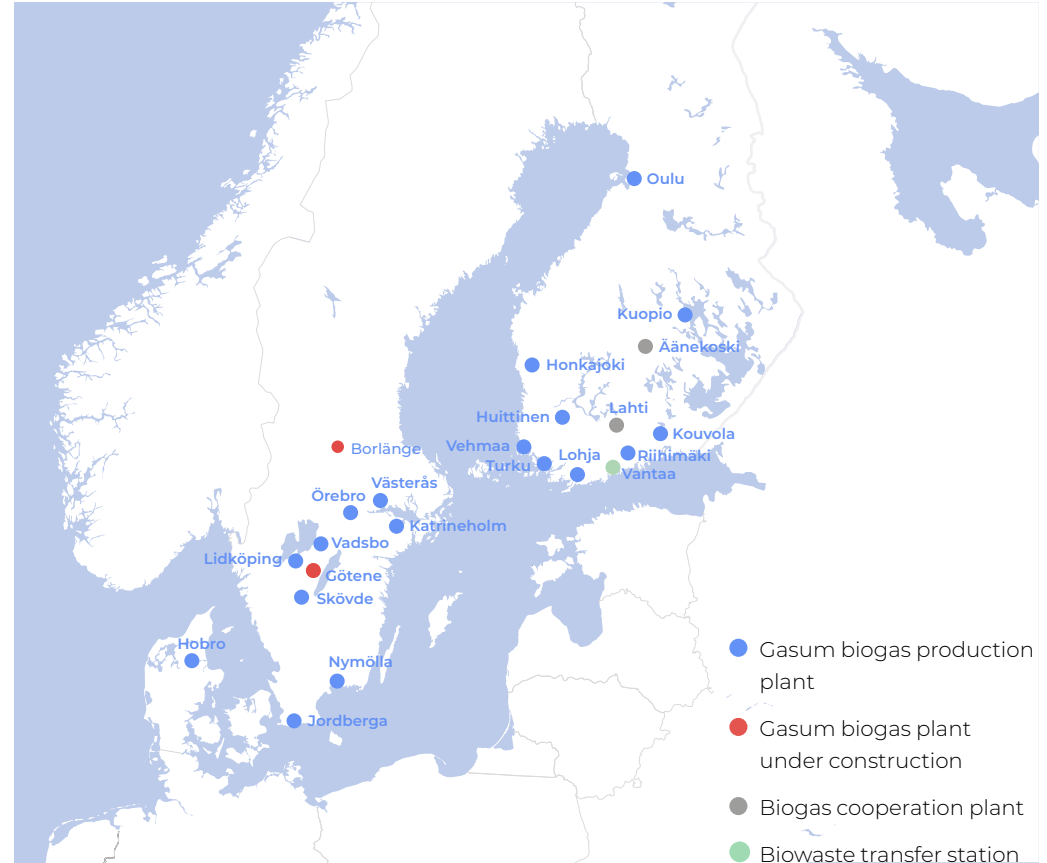 Oulu
Kuopio
Äänekoski
Honkajoki
Lahti
Huittinen
Kouvola
Vehmaa
Lohja
Riihimäki
Turku
Vantaa
Borlänge
Västerås
Örebro
Katrineholm
Vadsbo
Lidköping
Götene
Skövde
Hobro
Nymölla
Jordberga
Gasum biogas production
plant
Gasum biogas plant
under construction
Biogas cooperation plant
Biowaste transfer station